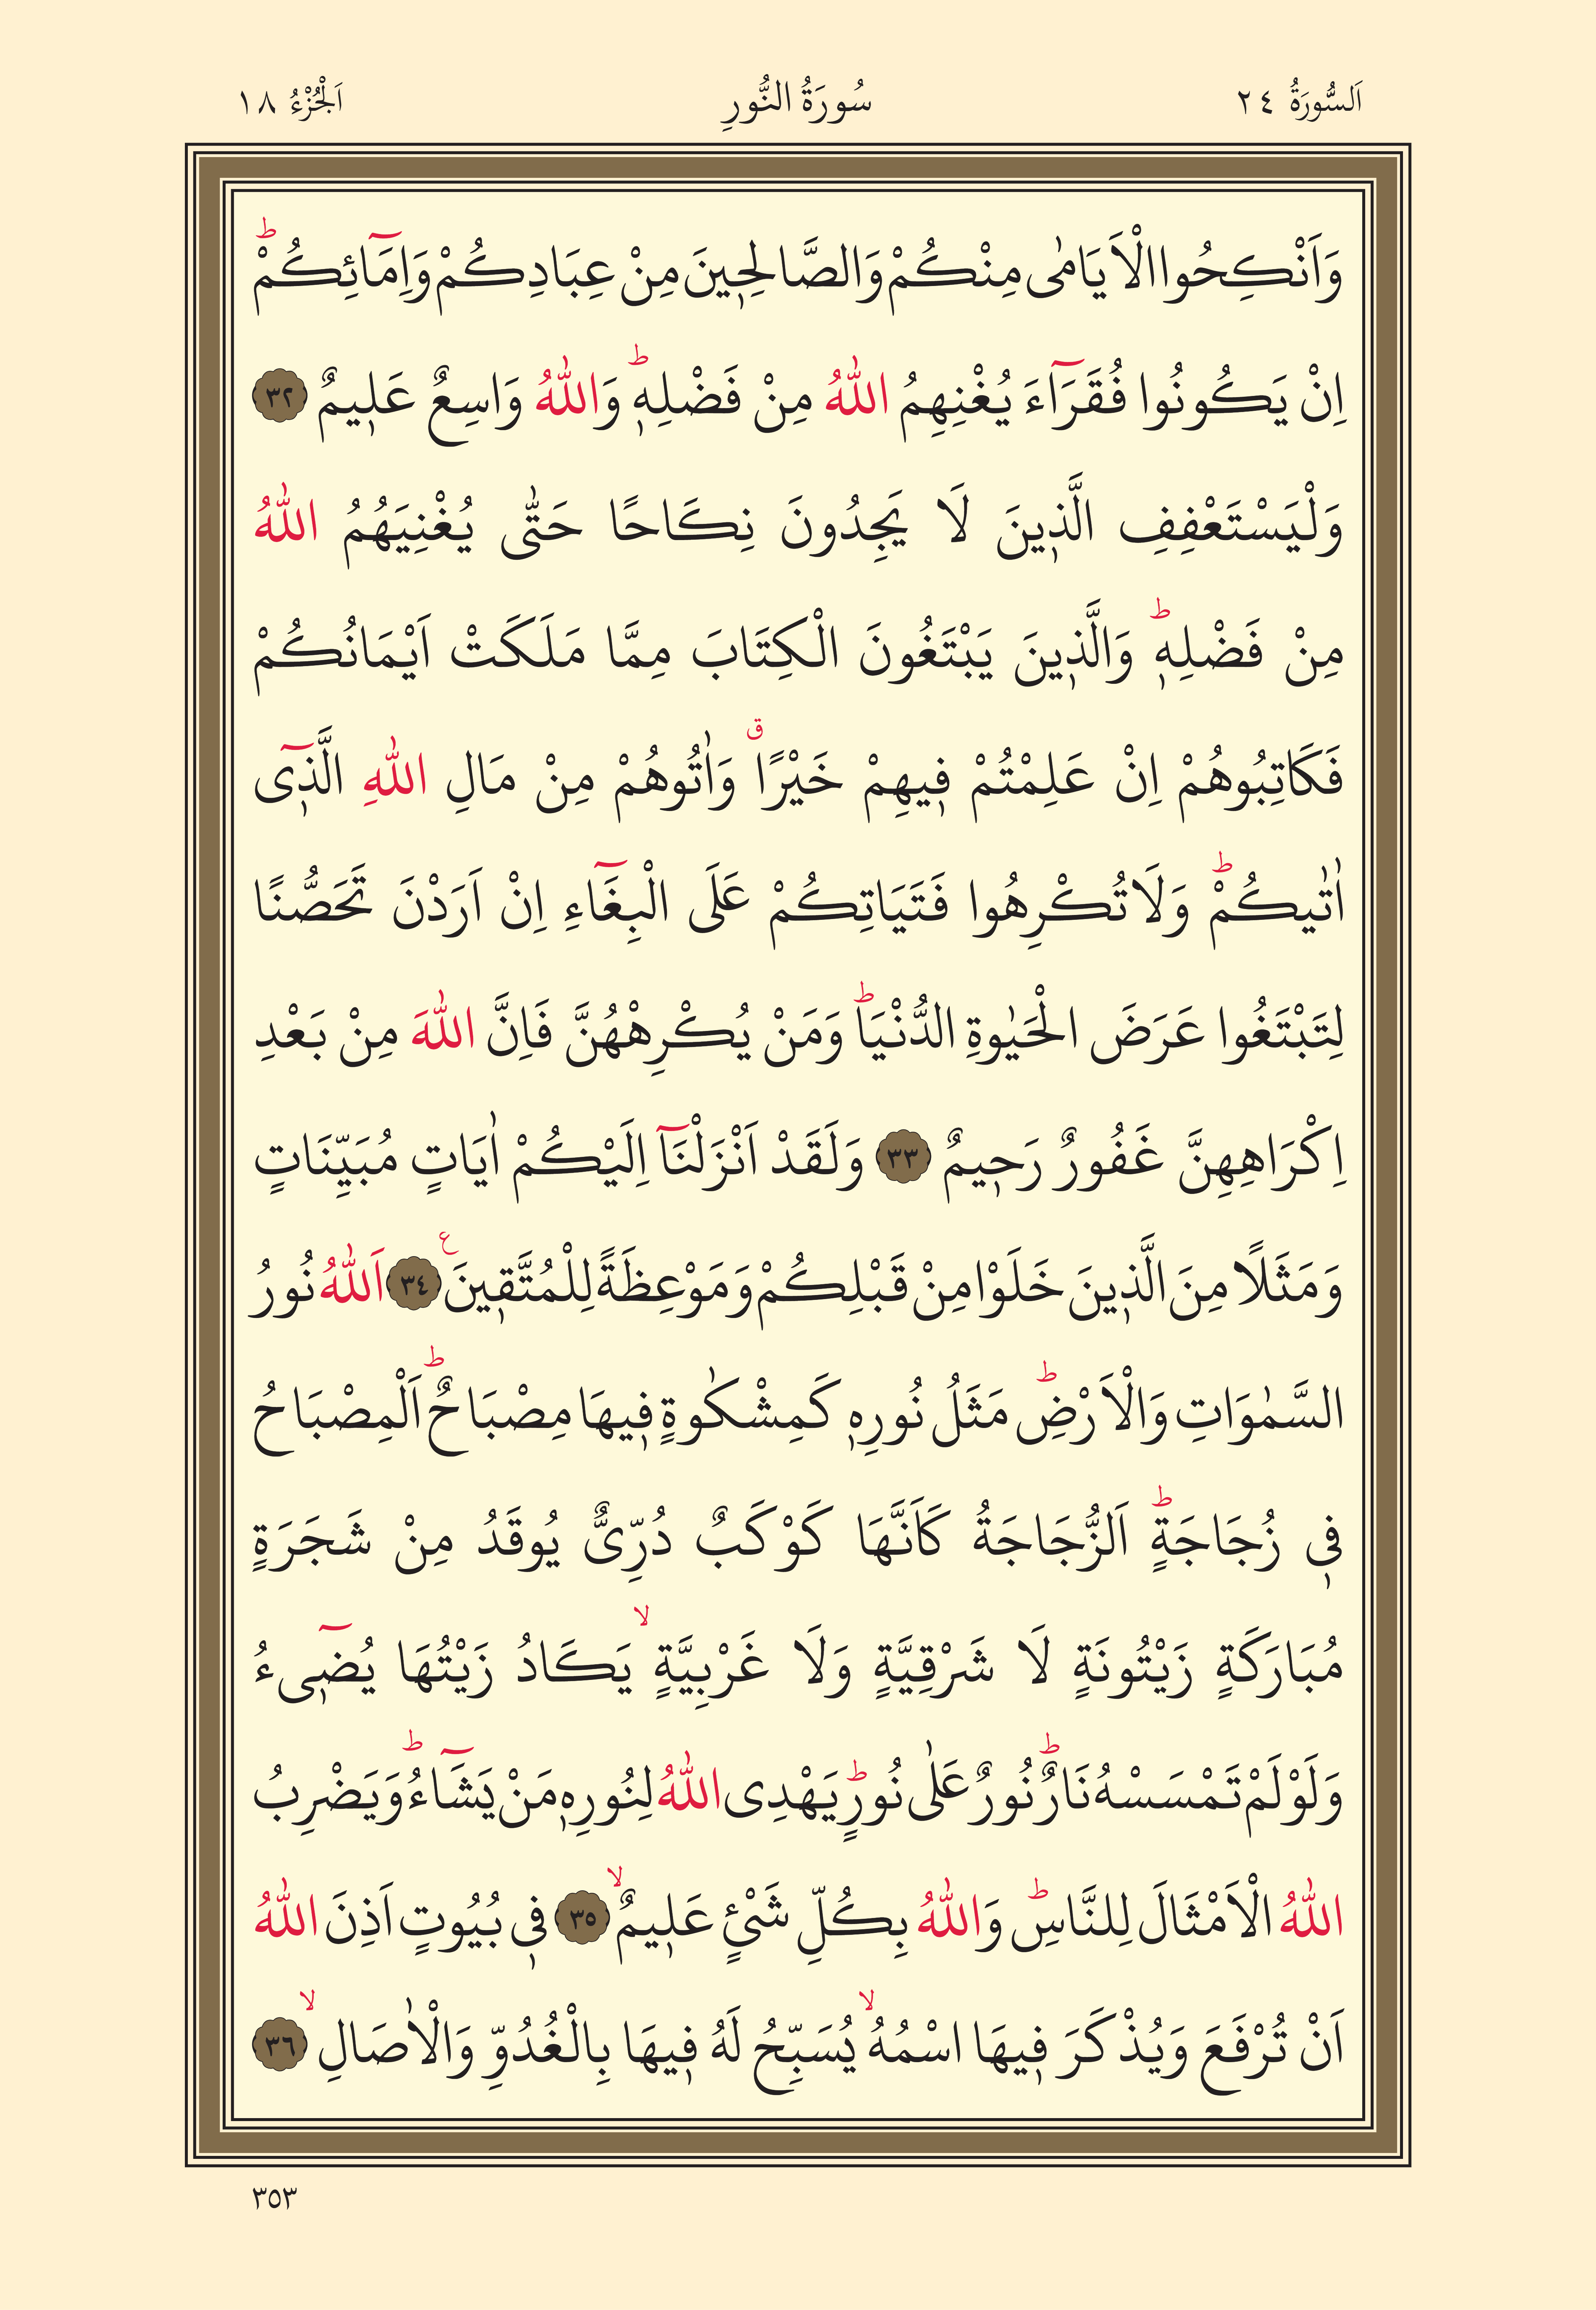 اَلسُّورَةُ ٢٤ سُورَةُ النُّورِ اَلْجُزْءُ ١٨
وَاَنْكِحُوا الْاَيَامٰى مِنْكُمْ وَالصَّالِح۪ينَ مِنْ عِبَادِكُمْ وَاِمَٓائِكُمْۜ
اِنْ يَكُونُوا فُقَرَٓاءَ يُغْنِهِمُ اللّٰهُ مِنْ فَضْلِه۪ۜ وَاللّٰهُ وَاسِعٌ عَل۪يمٌ ٣٢
وَلْيَسْتَعْفِفِ الَّذ۪ينَ لَا يَجِدُونَ نِكَاحًا حَتّٰى يُغْنِيَهُمُ اللّٰهُ
مِنْ فَضْلِه۪ۜ وَالَّذ۪ينَ يَبْتَغُونَ الْكِتَابَ مِمَّا مَلَكَتْ اَيْمَانُكُمْ
فَكَاتِبُوهُمْ اِنْ عَلِمْتُمْ ف۪يهِمْ خَيْرًاۗ وَاٰتُوهُمْ مِنْ مَالِ اللّٰهِ الَّذ۪ٓى
اٰتٰيكُمْۜ وَلَا تُكْرِهُوا فَتَيَاتِكُمْ عَلَى الْبِغَٓاءِ اِنْ اَرَدْنَ تَحَصُّنًا
لِتَبْتَغُوا عَرَضَ الْحَيٰوةِ الدُّنْيَاۜ وَمَنْ يُكْرِهْهُنَّ فَاِنَّ اللّٰهَ مِنْ بَعْدِ
اِكْرَاهِهِنَّ غَفُورٌ رَح۪يمٌ ٣٣ وَلَقَدْ اَنْزَلْنَٓا اِلَيْكُمْ اٰيَاتٍ مُبَيِّنَاتٍ
وَمَثَلًا مِنَ الَّذ۪ينَ خَلَوْا مِنْ قَبْلِكُمْ وَمَوْعِظَةً لِلْمُتَّق۪ينَ۟ ٣٤ اَللّٰهُ نُورُ
السَّمٰوَاتِ وَالْاَرْضِۜ مَثَلُ نُورِه۪ كَمِشْكٰوةٍ ف۪يهَا مِصْبَاحٌۜ اَلْمِصْبَاحُ
ف۪ى زُجَاجَةٍۜ اَلزُّجَاجَةُ كَاَنَّهَا كَوْكَبٌ دُرِّىٌّ يُوقَدُ مِنْ شَجَرَةٍ
مُبَارَكَةٍ زَيْتُونَةٍ لَا شَرْقِيَّةٍ وَلَا غَرْبِيَّةٍۙ يَكَادُ زَيْتُهَا يُض۪ٓىءُ
وَلَوْ لَمْ تَمْسَسْهُ نَارٌۜ نُورٌ عَلٰى نُورٍۜ يَهْدِى اللّٰهُ لِنُورِه۪ مَنْ يَشَٓاءُۜ وَيَضْرِبُ
اللّٰهُ الْاَمْثَالَ لِلنَّاسِۜ وَاللّٰهُ بِكُلِّ شَىْءٍ عَل۪يمٌۙ ٣٥ ف۪ى بُيُوتٍ اَذِنَ اللّٰهُ
اَنْ تُرْفَعَ وَيُذْكَرَ ف۪يهَا اسْمُهُۙ يُسَبِّحُ لَهُ ف۪يهَا بِالْغُدُوِّ وَالْاٰصَالِۙ ٣٦
٣٥٣